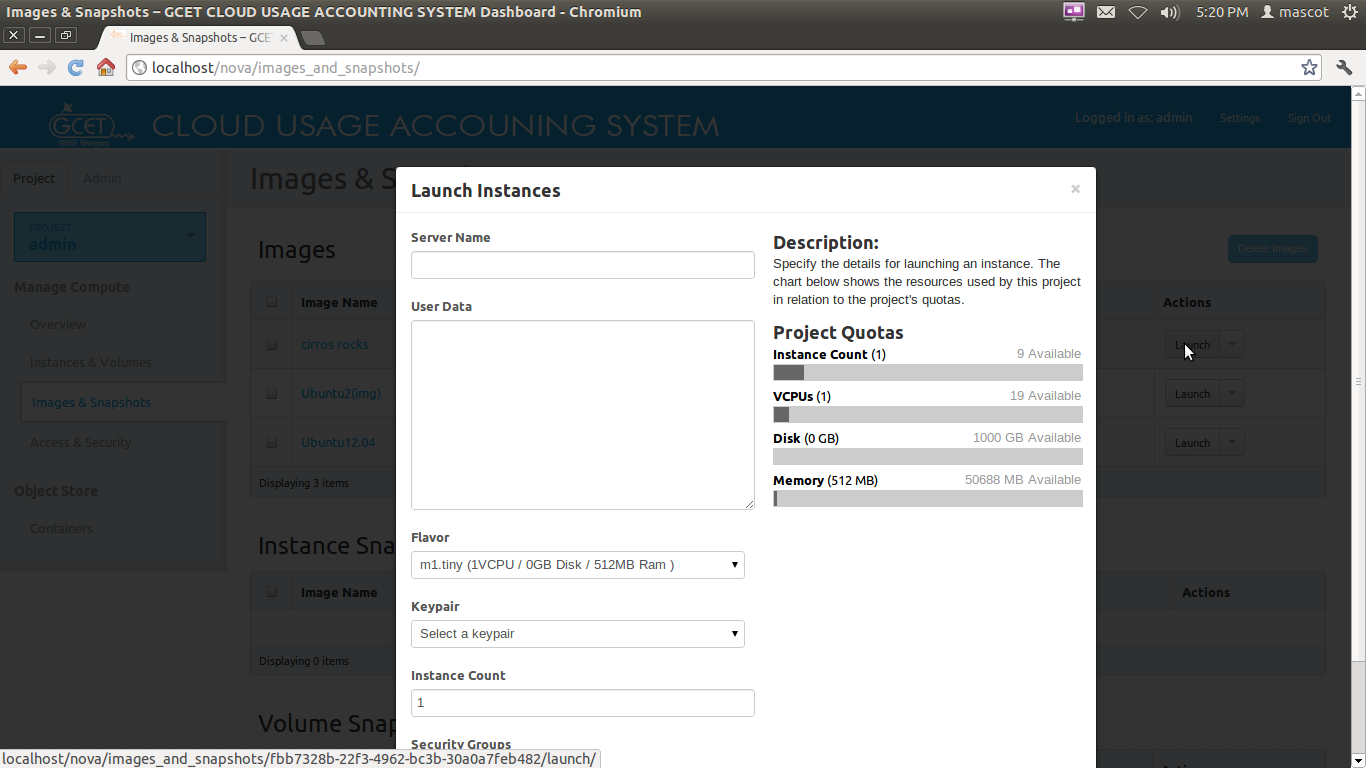 Images & Snapshots – GCET CLOUD USAGE ACCOUNTING SYSTEM Dashboard - Chromium
5:20 PM mascot
Images & Snapshots – GCE
localhost/nova/images_and_snapshots/
GCET
CLOUD USAGE ACCOUNING SYSTEM
Logged in as: admin Settings Sign Out
Project Admin
Images & S
PROJECT
admin
Manage Compute
Overview
Instances & Volumes
Images & Snapshots
Access & Security
Object Store
Containers
Images
Delete Images
Image Name Actions
cirros rocks Launch
Ubuntu2(img) Launch
Ubuntu12.04 Launch
Displaying 3 items
Instance Sna
Image Name Actions
Displaying 0 items
Volume Snap
Launch Instances ×
Server Name
User Data
Flavor
m1.tiny (1VCPU / 0GB Disk / 512MB Ram )
Keypair
Select a keypair
Instance Count
1
Security Groups
Description:
Specify the details for launching an instance. The
chart below shows the resources used by this project
in relation to the project's quotas.
Project Quotas
Instance Count (1) 9 Available
VCPUs (1) 19 Available
Disk (0 GB) 1000 GB Available
Memory (512 MB) 50688 MB Available
localhost/nova/images_and_snapshots/fbb7328b-22f3-4962-bc3b-30a0a7feb482/launch/